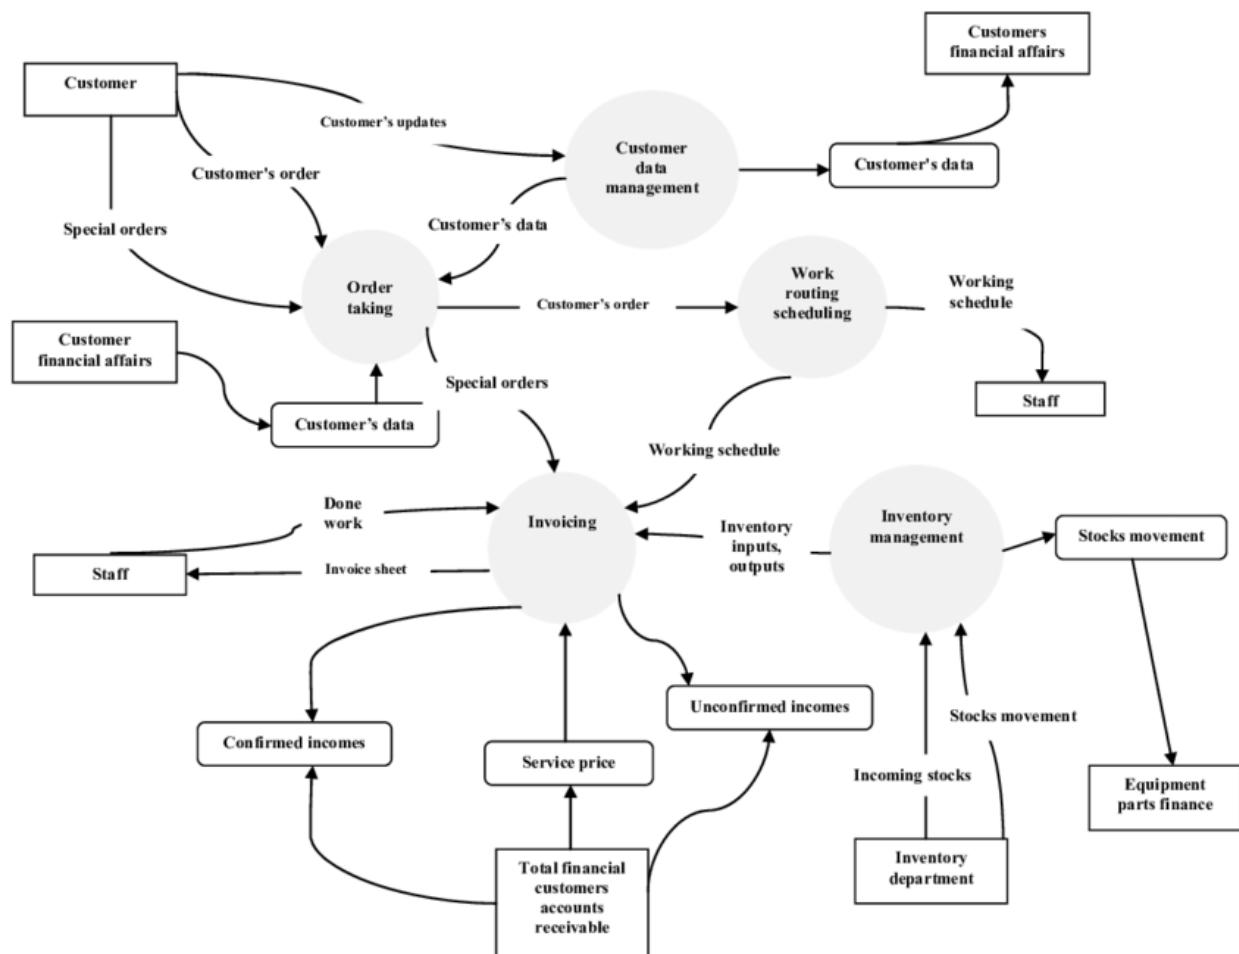 Customers
financial affairs
Customer
Customer's updates
Customer
data
management
Customer's data
Customer's order
Customer's data
Special orders
Order
taking
Customer's order
Work
routing
scheduling
Working
schedule
Customer
financial affairs
Special orders
Staff
Customer's data
Working schedule
Done
work
Invoicing
Inventory
inputs,
outputs
Inventory
management
Stocks movement
Staff
Invoice sheet
Unconfirmed incomes
Stocks movement
Confirmed incomes
Service price
Incoming stocks
Equipment
parts finance
Total financial
customers
accounts
receivable
Inventory
department